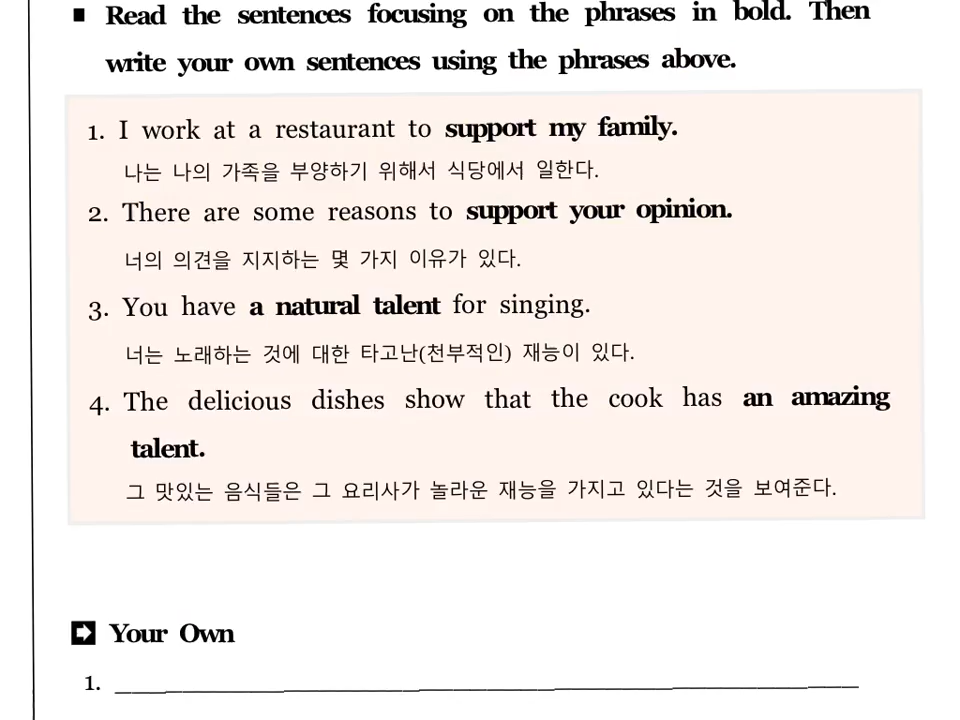 ■ Read the sentences focusing on the phrases in bold. Then
write your own sentences using the phrases above.
1. I work at a restaurant to support my family.
나는 나의 가족을 부양하기 위해서 식당에서 일한다.
2. There are some reasons to support your opinion.
너의 의견을 지지하는 몇 가지 이유가 있다.
3. You have a natural talent for singing.
너는 노래하는 것에 대한 타고난(천부적인) 재능이 있다.
4. The delicious dishes show that the cook has an amazing
talent.
그 맛있는 음식들은 그 요리사가 놀라운 재능을 가지고 있다는 것을 보여준다.
➡ Your Own
1.